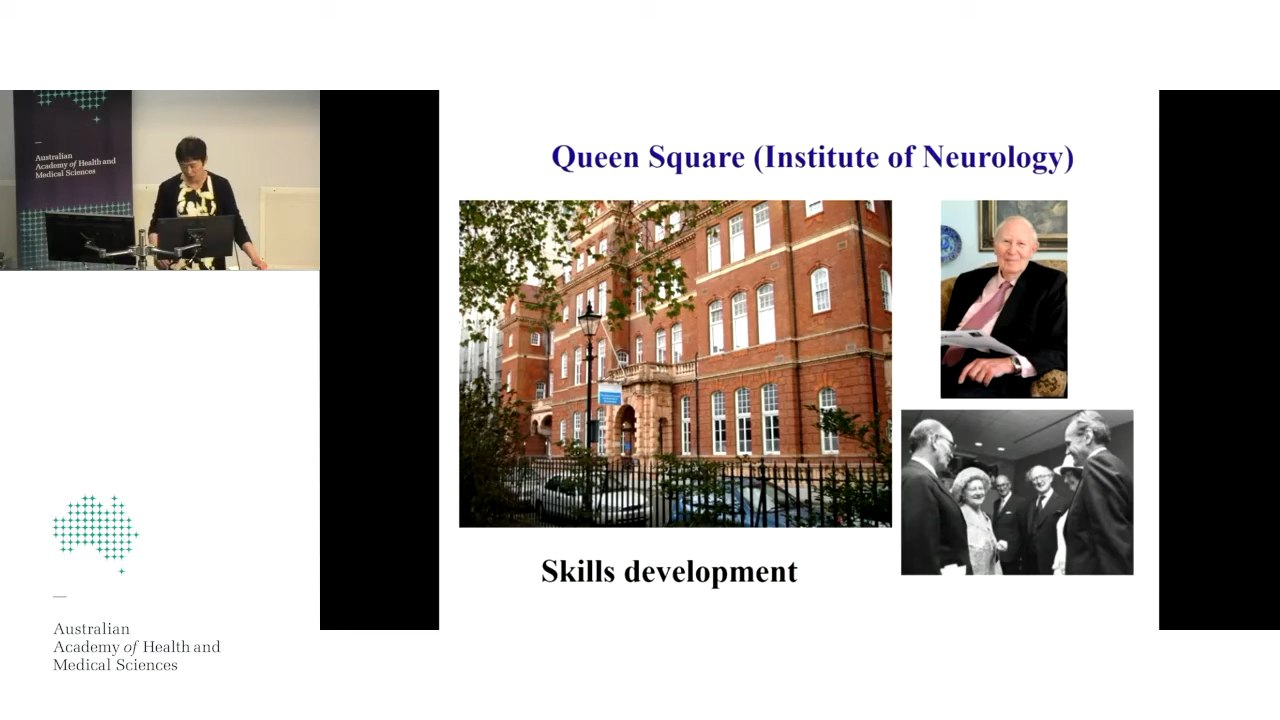 Australian
Academy of Health and
Medical Sciences
Queen Square (Institute of Neurology)
Skills development
Australian
Academy of Health and
Medical Sciences